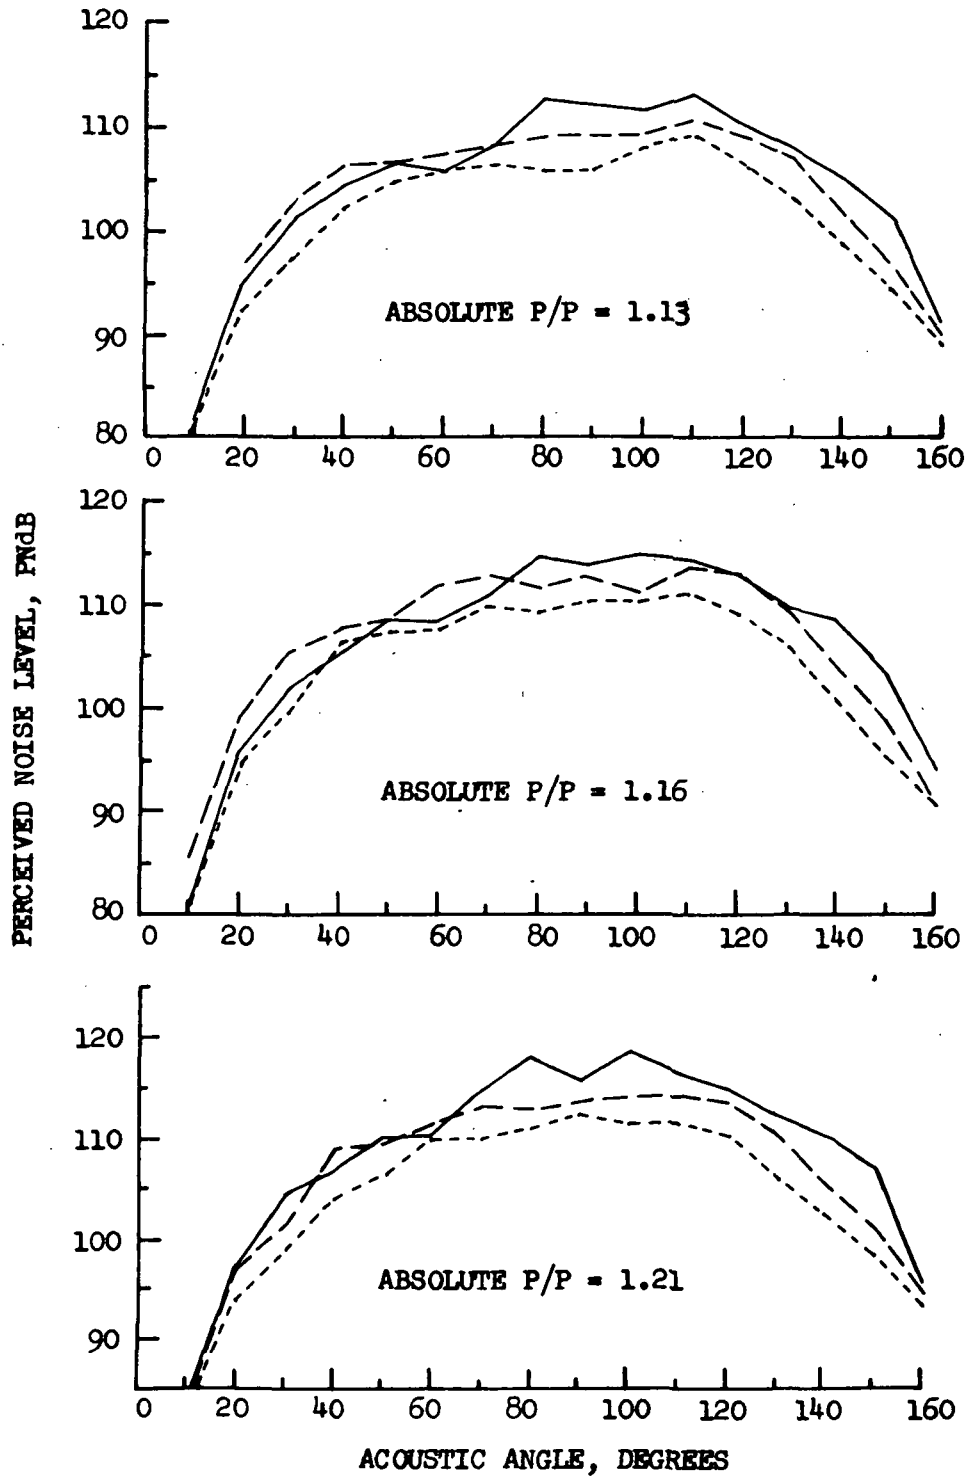 120
110
100
90
80
0 20 40 60 80 100 120 140 160
ABSOLUTE P/P = 1.13
PERCEIVED NOISE LEVEL, PNdB
120
110
100
90
80
0 20 40 60 80 100 120 140 160
ABSOLUTE P/P = 1.16
120
110
100
90
0 20 40 60 80 100 120 140 160
ABSOLUTE P/P = 1.21
ACOUSTIC ANGLE, DEGREES